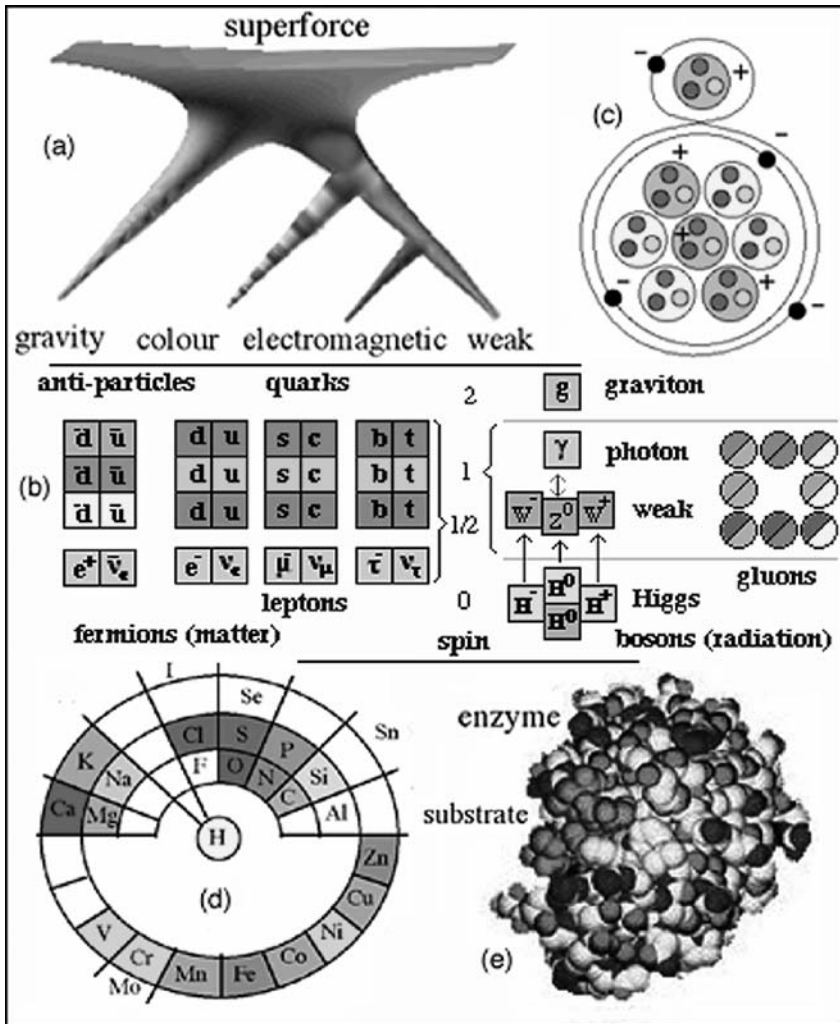 superforce
(a)
gravity colour electromagnetic weak
(c)
- +
-
+
+
-
+
-
anti-particles quarks
(b)
d̄ ū
d̄ ū
d̄ ū
e⁺ ν̄e
d u s c b t
d u s c b t
d u s c b t
e⁻ νe μ̄ νμ τ̄ ντ
leptons
fermions (matter)
2
1
1/2
0
spin
g graviton
γ photon
W⁻ Z⁰ W⁺ weak
H⁻ H⁰ H⁺ Higgs
H⁰
gluons
bosons (radiation)
I
Se
Sn
K Na Cl S P
F O N Si
C
Ca Mg Al
H
Zn
(d)
Cu
V Ni
Cr Co
Mo Mn Fe
enzyme
substrate
(e)